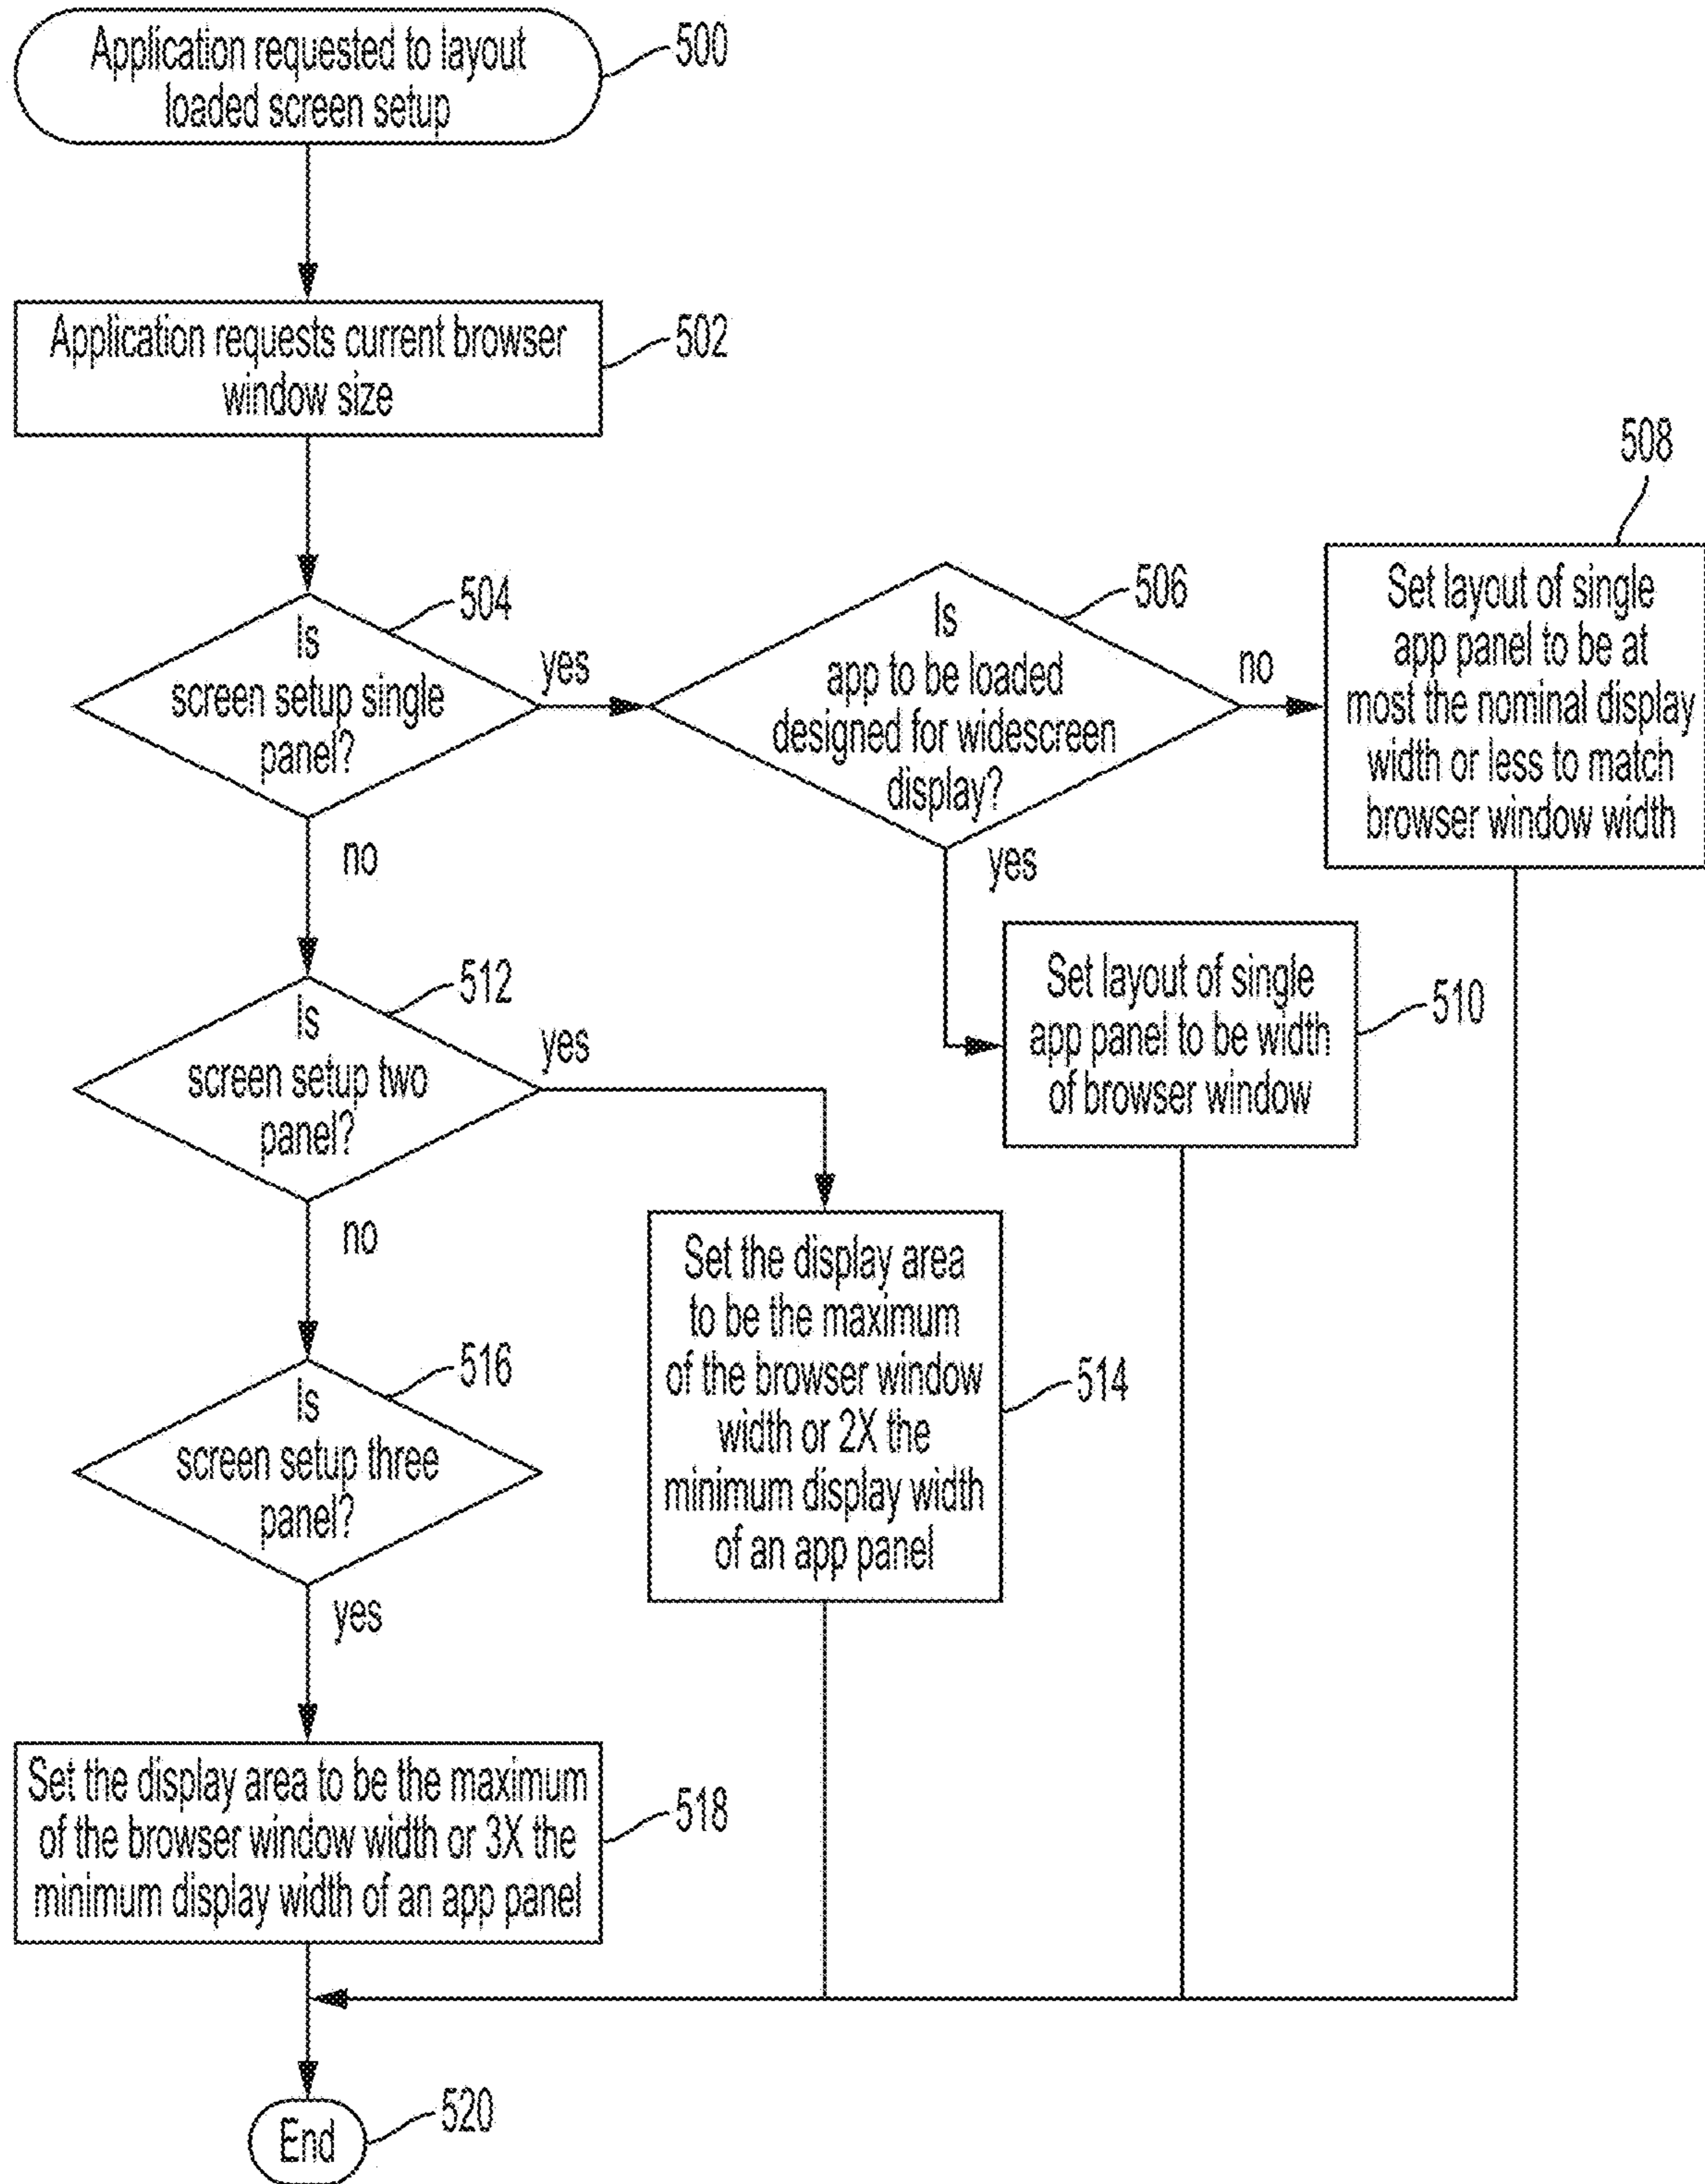 Application requested to layout
loaded screen setup
500
Application requests current browser
window size
502
Is
screen setup single
panel?
504
yes
no
Is
app to be loaded
designed for widescreen
display?
506
no
yes
508
Set layout of single
app panel to be at
most the nominal display
width or less to match
browser window width
Set layout of single
app panel to be width
of browser window
510
Is
screen setup two
panel?
512
yes
no
Set the display area
to be the maximum
of the browser window
width or 2X the
minimum display width
of an app panel
514
Is
screen setup three
panel?
516
yes
Set the display area to be the maximum
of the browser window width or 3X the
minimum display width of an app panel
518
End
520